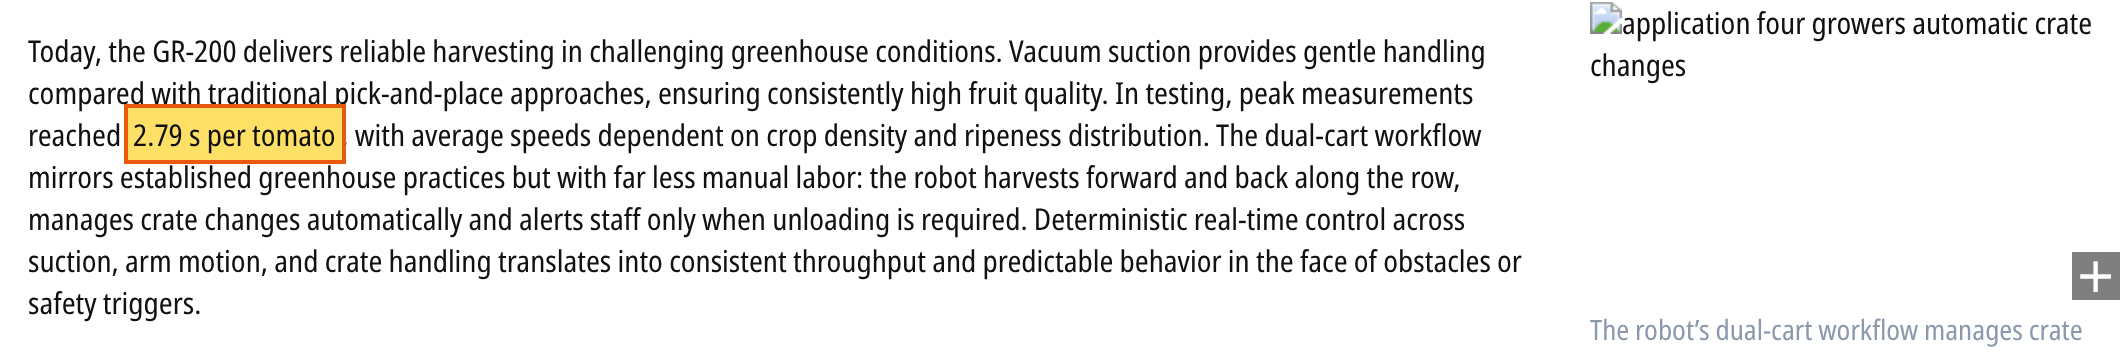 Today, the GR-200 delivers reliable harvesting in challenging greenhouse conditions. Vacuum suction provides gentle handling
compared with traditional pick-and-place approaches, ensuring consistently high fruit quality. In testing, peak measurements
reached 2.79 s per tomato, with average speeds dependent on crop density and ripeness distribution. The dual-cart workflow
mirrors established greenhouse practices but with far less manual labor: the robot harvests forward and back along the row,
manages crate changes automatically and alerts staff only when unloading is required. Deterministic real-time control across
suction, arm motion, and crate handling translates into consistent throughput and predictable behavior in the face of obstacles or
safety triggers.
application four growers automatic crate
changes
+
The robot’s dual-cart workflow manages crate